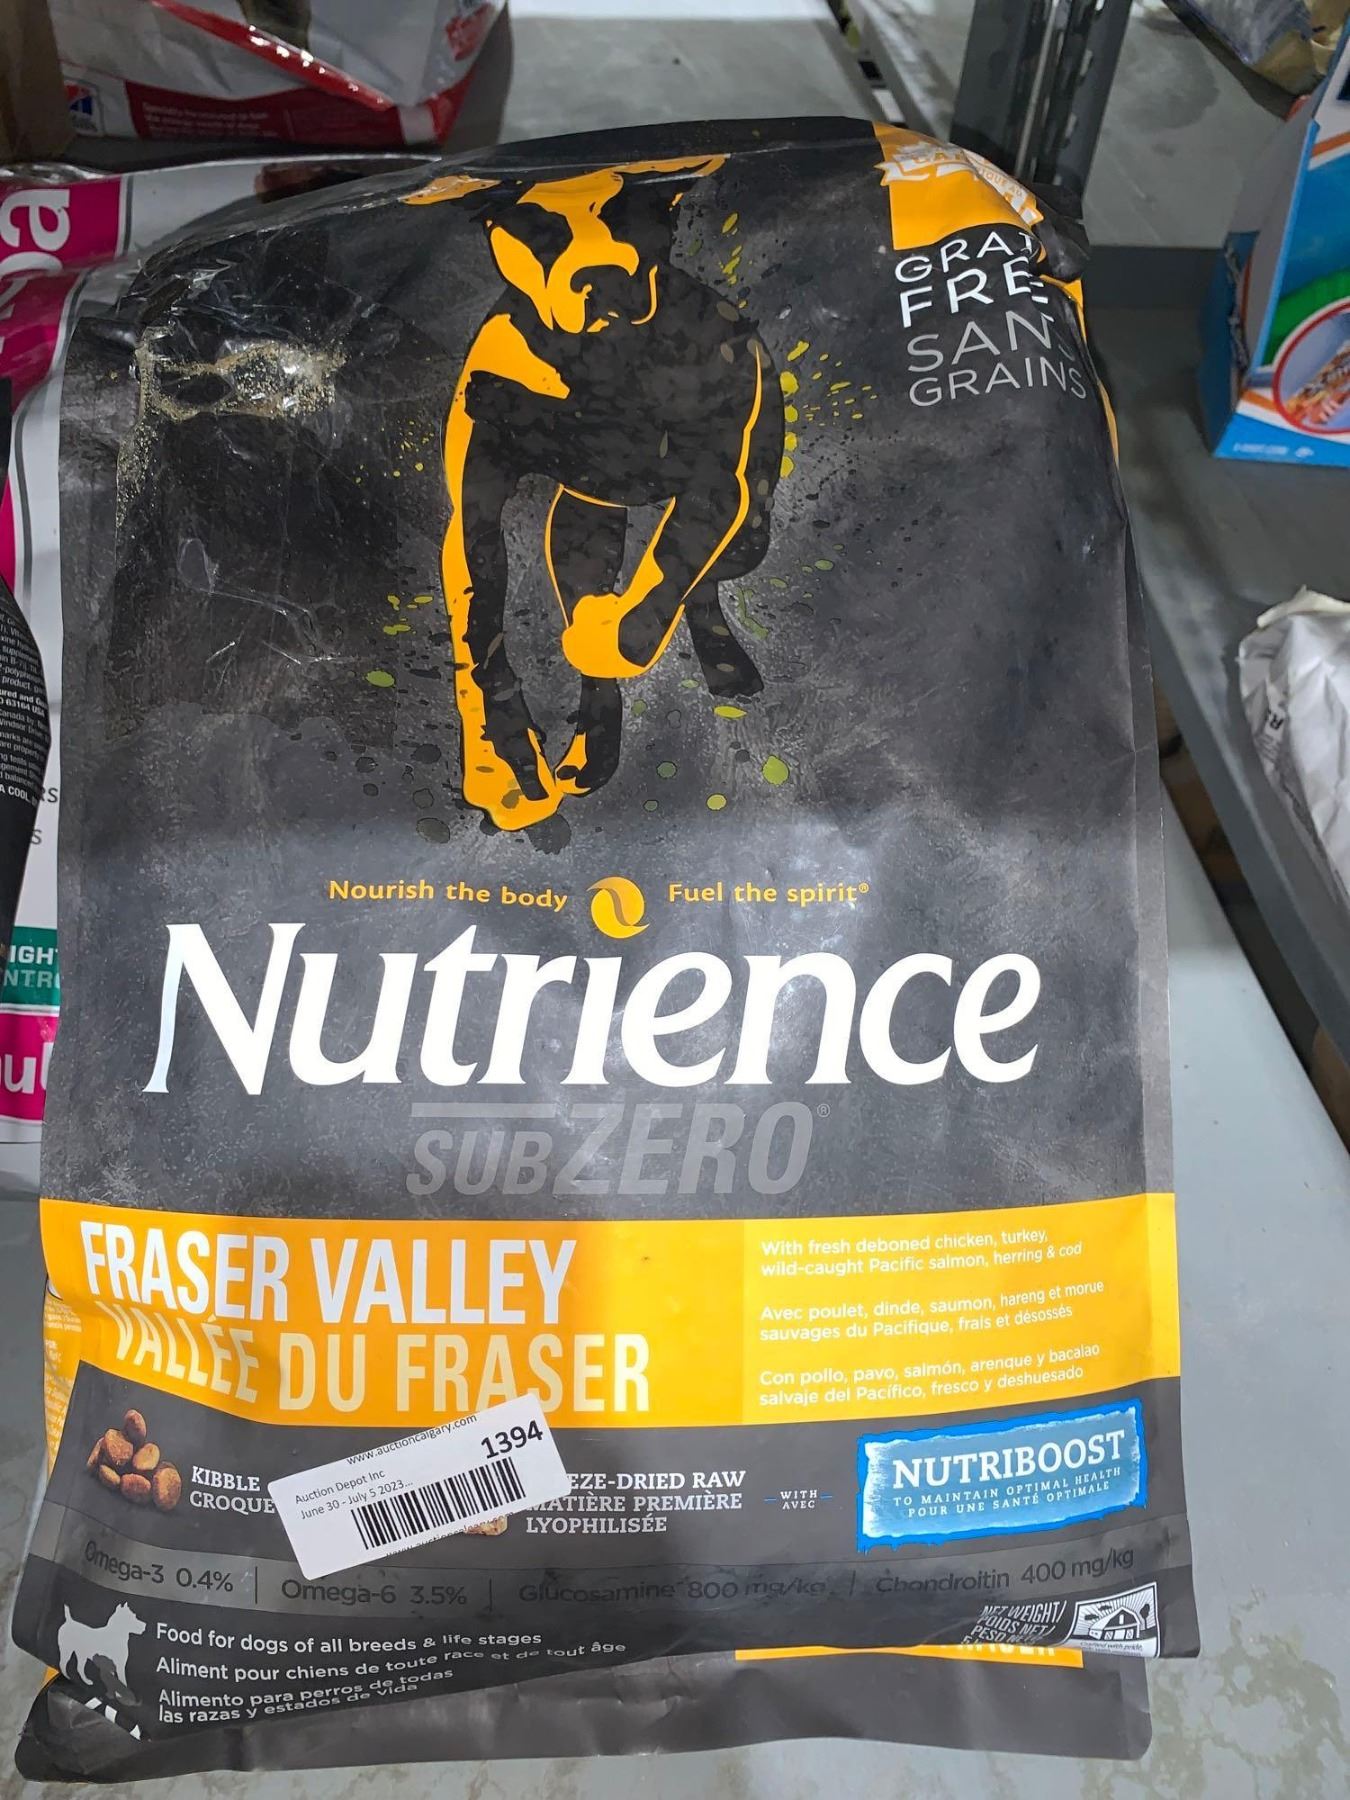 GRAI
FRE
SANS
GRAINS
Nourish the body
Fuel the spirit®
Nutrience
SUBZERO®
FRASER VALLEY
VALLÉE DU FRASER
With fresh deboned chicken, turkey,
wild-caught Pacific salmon, herring & cod
Avec poulet, dinde, saumon, hareng et morue
sauvages du Pacifique, frais et désossés
Con pollo, pavo, salmón, arenque y bacalao
salvaje del Pacífico, fresco y deshuesado
KIBBLE
CROQUE
www.auctioncalgary.com
1394
Auction Depot Inc
June 30 - July 5 2023...
EZE-DRIED RAW
MATIÈRE PREMIÈRE
LYOPHILISÉE
WITH
AVEC
NUTRIBOOST
TO MAINTAIN OPTIMAL HEALTH
POUR UNE SANTÉ OPTIMALE
Omega-3 0.4% | Omega-6 3.5% | Glucosamine 800 mg/kg | Chondroitin 400 mg/kg
Food for dogs of all breeds & life stages
Aliment pour chiens de toute race et de tout âge
Alimento para perros de todas
las razas y estados de vida
NET WEIGHT/
POIDS NET/